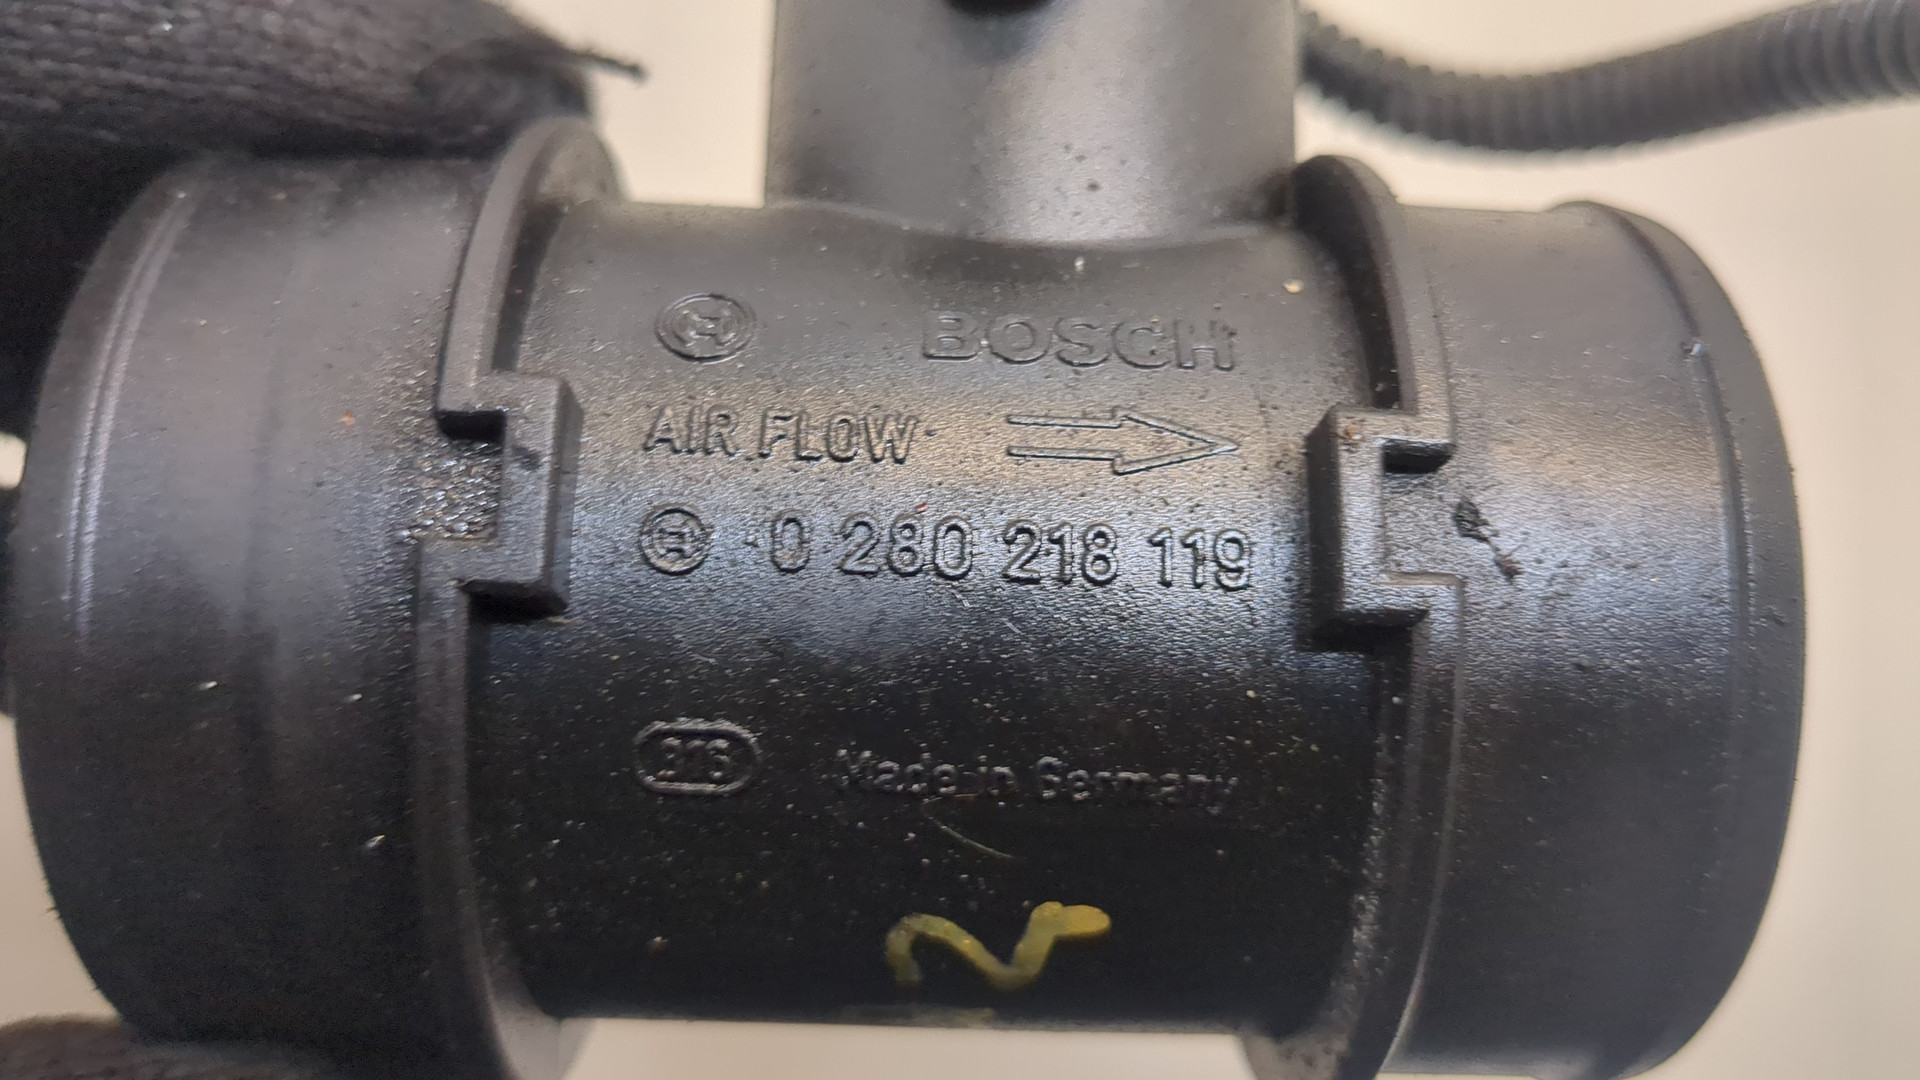 BOSCH
AIR FLOW
0 280 218 119
Made in Germany